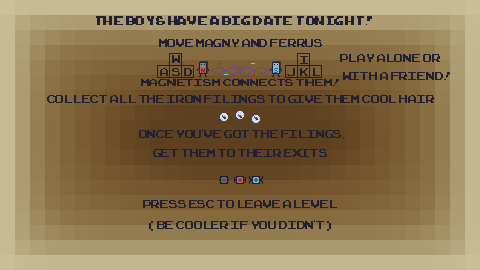 THE BOYS HAVE A BIG DATE TONIGHT!
MOVE MAGNY AND FERRUS
W
ASD
I
JKL
PLAY ALONE OR
WITH A FRIEND!
MAGNETISM CONNECTS THEM!
COLLECT ALL THE IRON FILINGS TO GIVE THEM COOL HAIR
ONCE YOU'VE GOT THE FILINGS,
GET THEM TO THEIR EXITS
PRESS ESC TO LEAVE A LEVEL
(BE COOLER IF YOU DIDN'T)